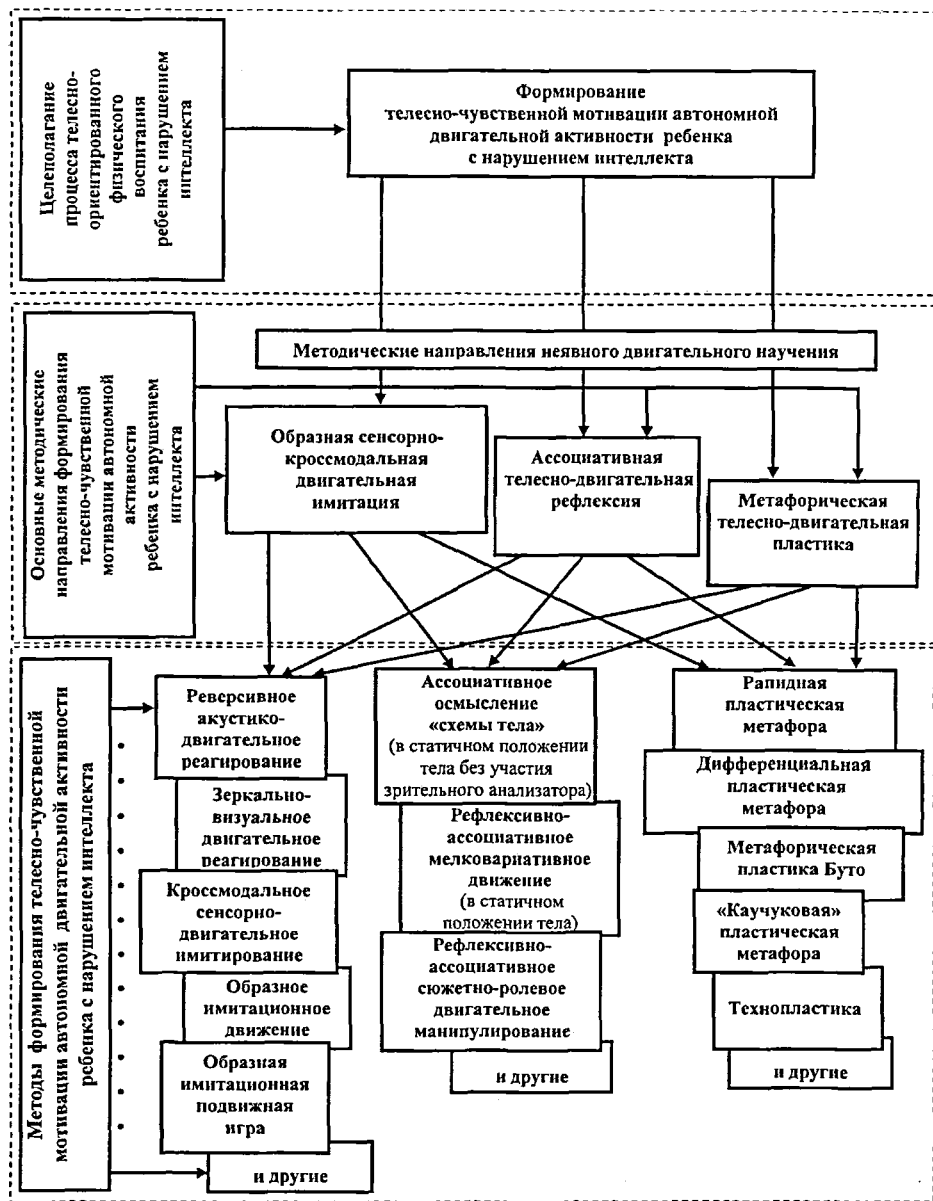 Целеполагание
процесса телесно-
ориентированного
физического
воспитания
ребенка с нарушением
интеллекта
Формирование
телесно-чувственной мотивации автономной
двигательной активности ребенка
с нарушением интеллекта
Основные методические
направления формирования
телесно-чувственной
мотивации автономной
активности
ребенка с нарушением
интеллекта
Методические направления неявного двигательного научения
Образная сенсорно-
кроссмодальная
двигательная
имитация
Ассоциативная
телесно-двигательная
рефлексия
Метафорическая
телесно-двигательная
пластика
Методы формирования телесно-чувственной
мотивации автономной двигательной активности
ребенка с нарушением интеллекта
Реверсивное
акустико-
двигательное
реагирование
Зеркально-
визуальное
двигательное
реагирование
Кроссмодальное
сенсорно-
двигательное
имитирование
Образное
имитационное
движение
Образная
имитационная
подвижная
игра
и другие
Ассоциативное
осмысление
«схемы тела»
(в статичном положении
тела без участия
зрительного анализатора)
Рефлексивно-
ассоциативное
мелковариативное
движение
(в статичном
положении тела)
Рефлексивно-
ассоциативное
сюжетно-ролевое
двигательное
манипулирование
и другие
Рапидная
пластическая
метафора
Дифференциальная
пластическая
метафора
Метафорическая
пластика Буто
«Каучуковая»
пластическая
метафора
Технопластика
и другие